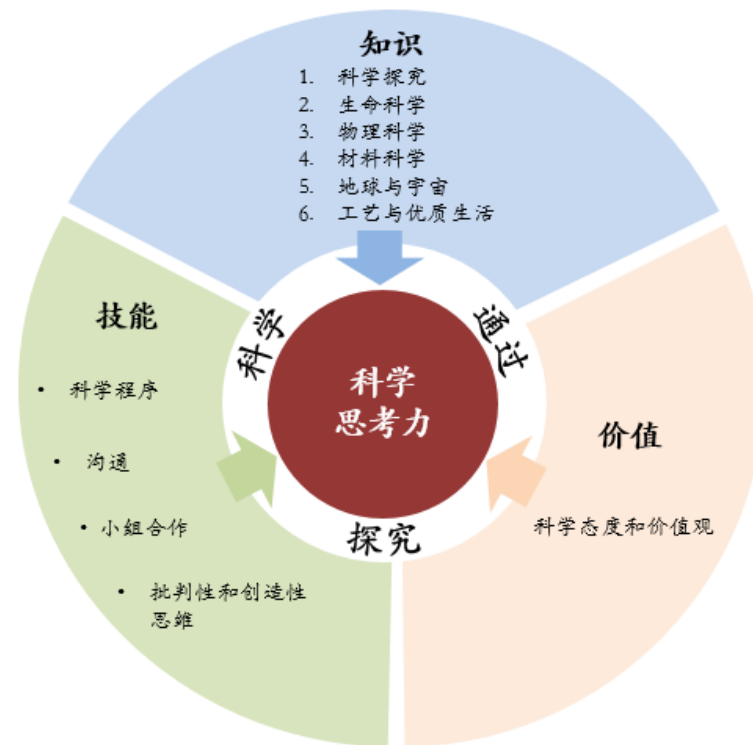 知识
1. 科学探究
2. 生命科学
3. 物理科学
4. 材料科学
5. 地球与宇宙
6. 工艺与优质生活
技能
• 科学程序
• 沟通
• 小组合作
• 批判性和创造性
思维
价值
科学态度和价值观
通过
科学
探究
科学
思考力